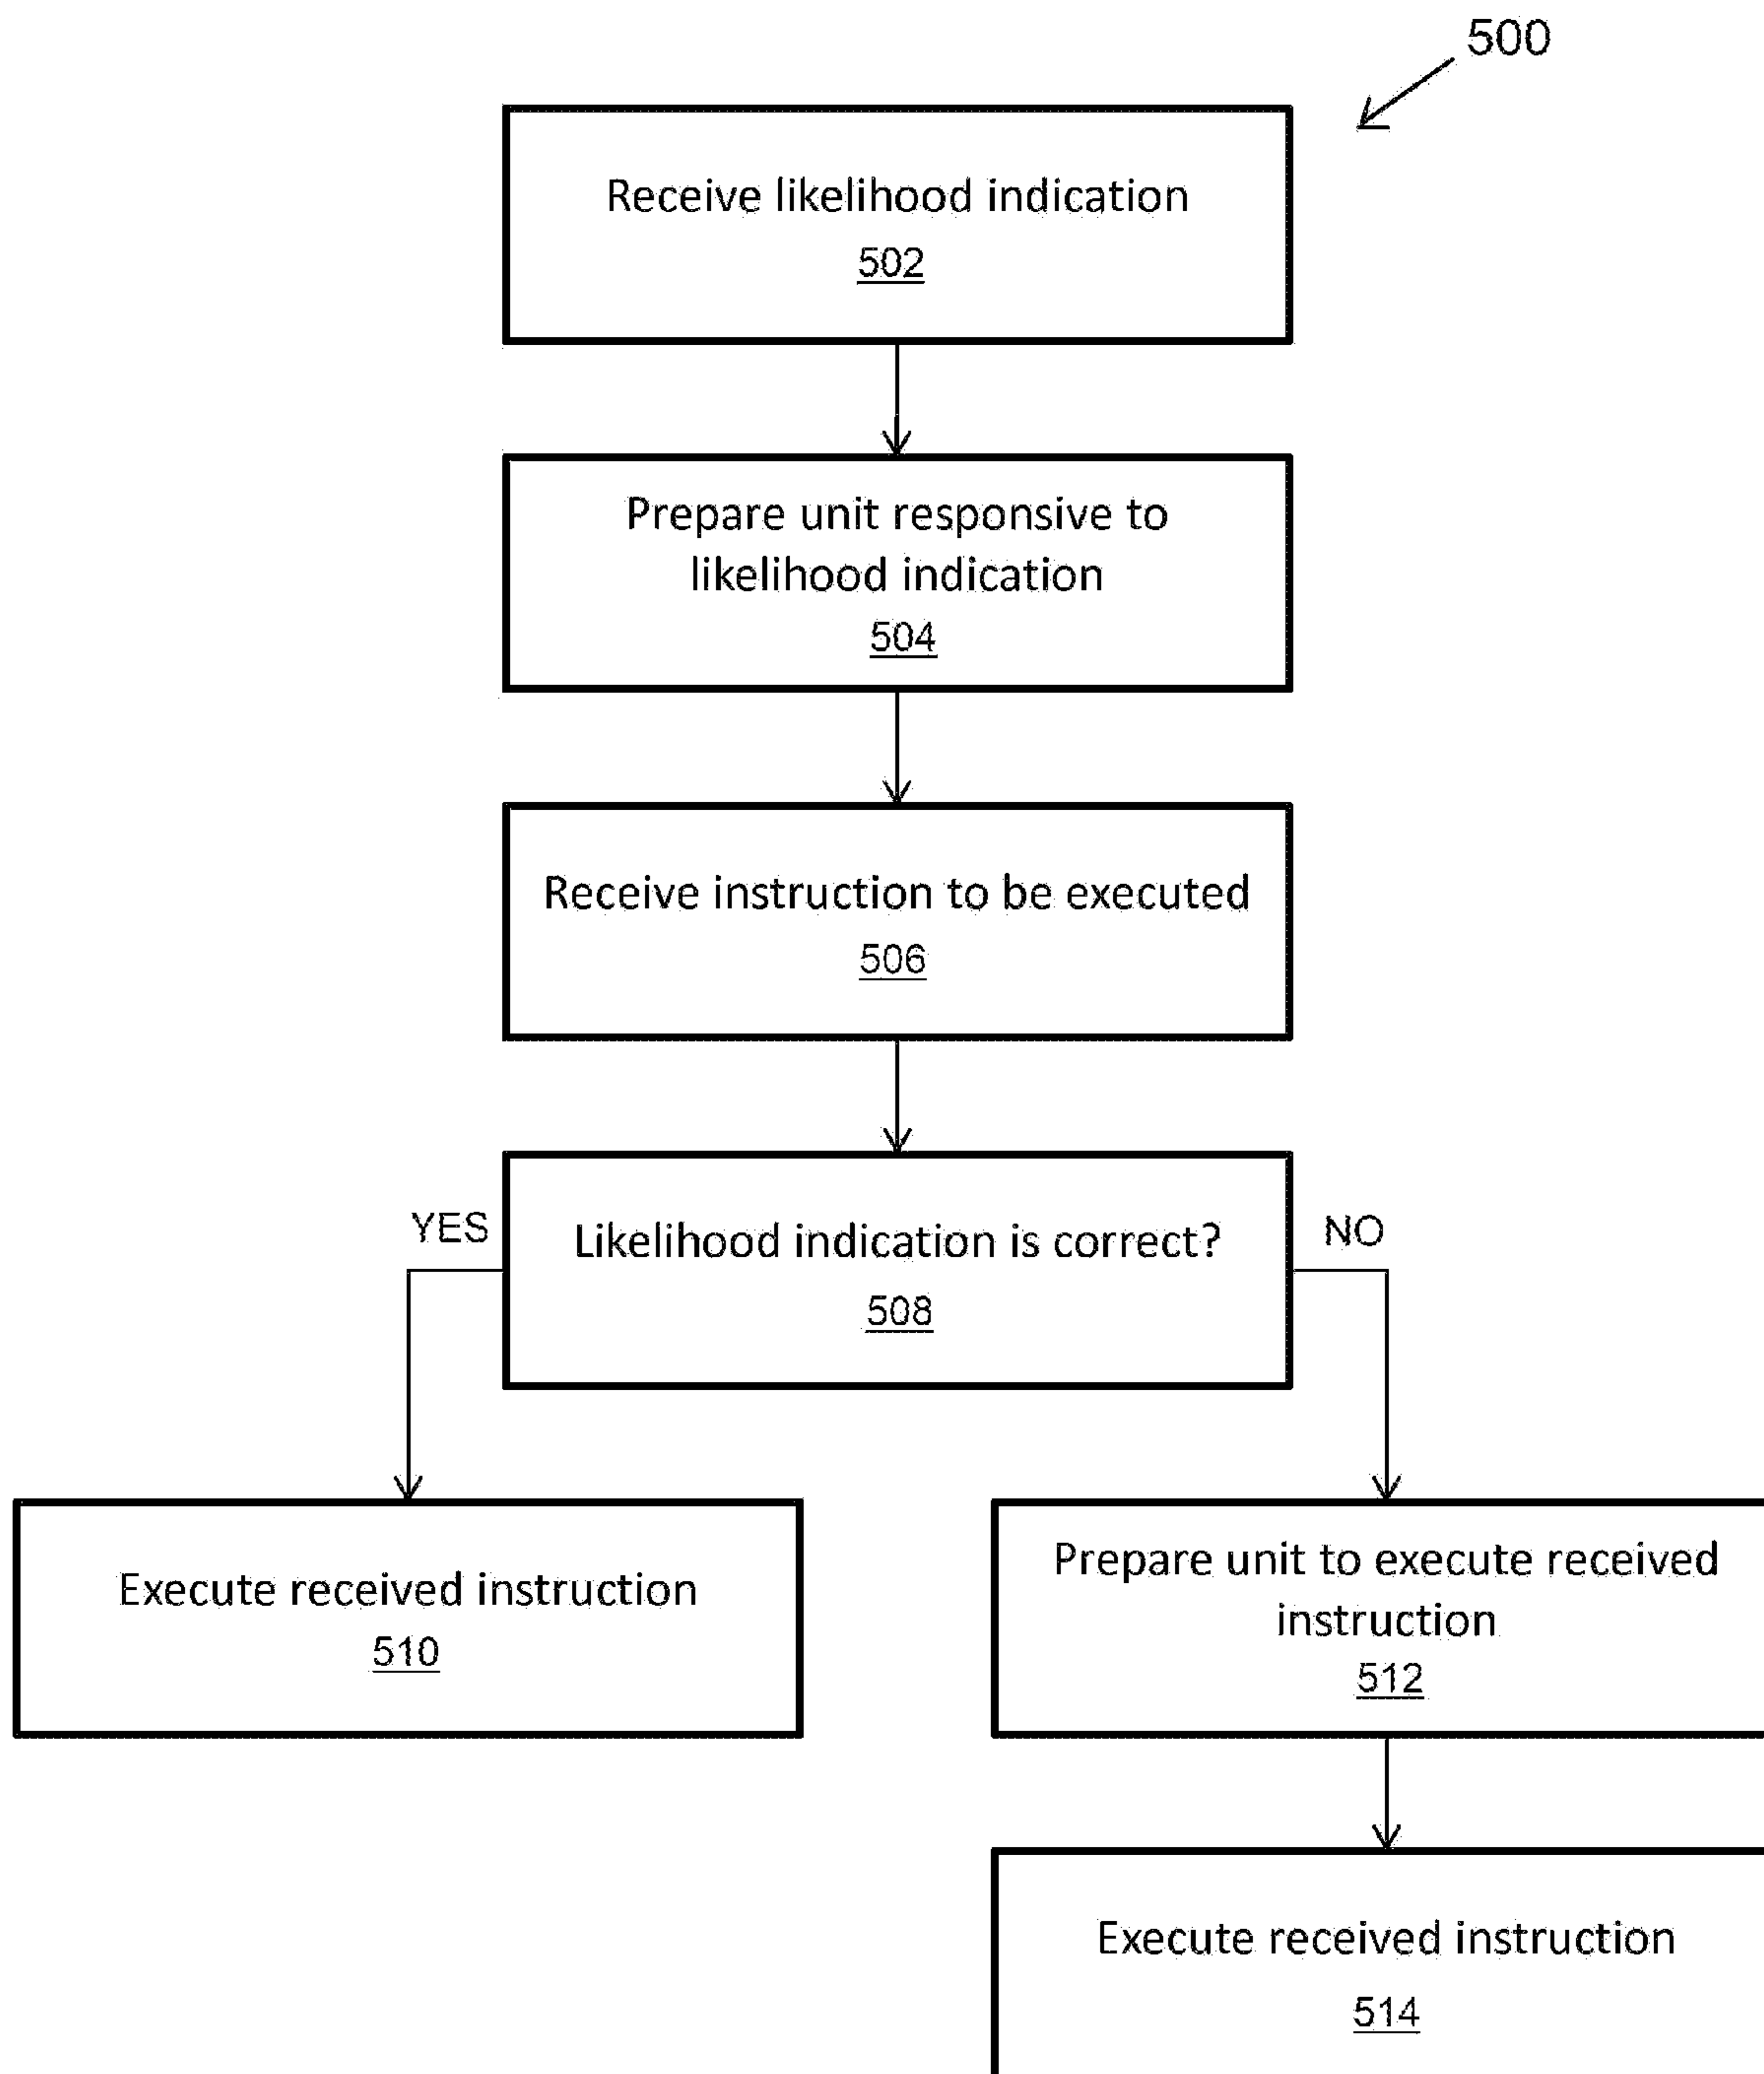 500
Receive likelihood indication
502
Prepare unit responsive to
likelihood indication
504
Receive instruction to be executed
506
YES
Likelihood indication is correct?
NO
508
Execute received instruction
510
Prepare unit to execute received
instruction
512
Execute received instruction
514